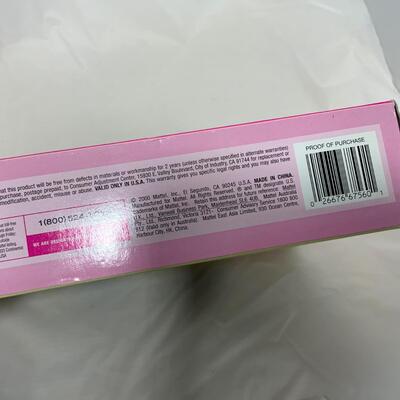 PROOF OF PURCHASE
0 26676 67560 1
that this product will be free from defects in materials or workmanship for 2 years (unless otherwise specified in alternate warranties)
purchase, postage prepaid, to Consumer Adjustment Center, 15930 E. Valley Boulevard, City of Industry, CA 91744 for replacement or
modification, accident, misuse or abuse. VALID ONLY IN U.S.A. This warranty gives you specific legal rights and you may also have
© 2000 Mattel, Inc., El Segundo, CA 90245 U.S.A. MADE IN CHINA.
Manufactured for Mattel. All Rights Reserved. ® and TM designates U.S.
trademarks of Mattel, Inc. Retain this address for future reference: Mattel
Vanwall Business Park, Maidenhead SL6 4UB. Mattel Australia
Pty., Ltd., Richmond, Victoria 3121. Consumer Advisory Service 1800 800
812 (Valid only in Australia). Mattel East Asia Limited, 930 Ocean Centre,
Harbour City, HK, China.
1(800) 524-
WE ARE
USA